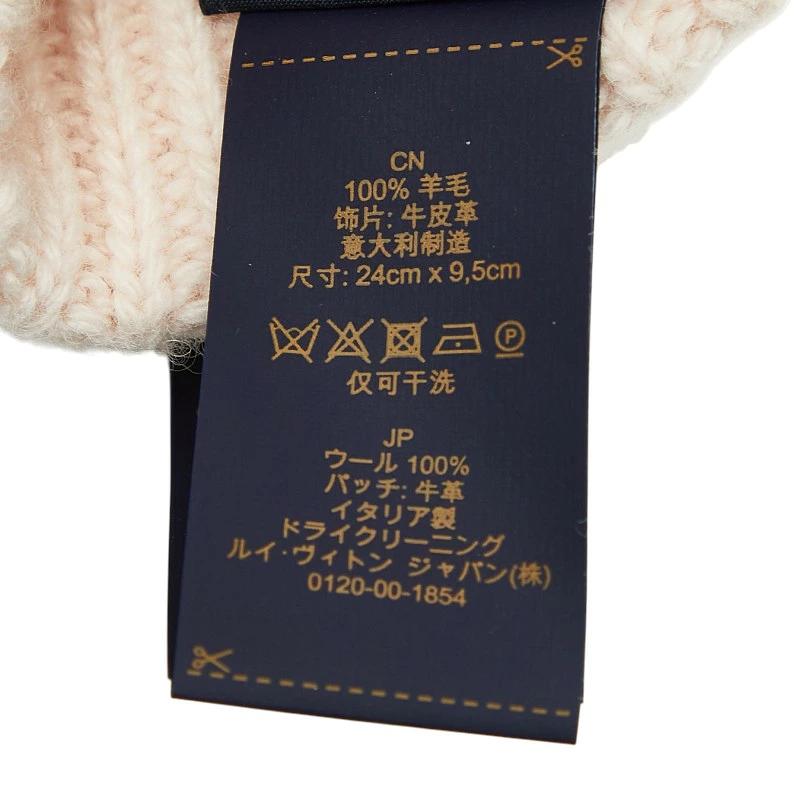 CN
100% 羊毛
饰片: 牛皮革
意大利制造
尺寸: 24cm x 9,5cm
P
仅可干洗
JP
ウール 100%
パッチ: 牛革
イタリア製
ドライクリーニング
ルイ·ヴィトン ジャパン(株)
0120-00-1854